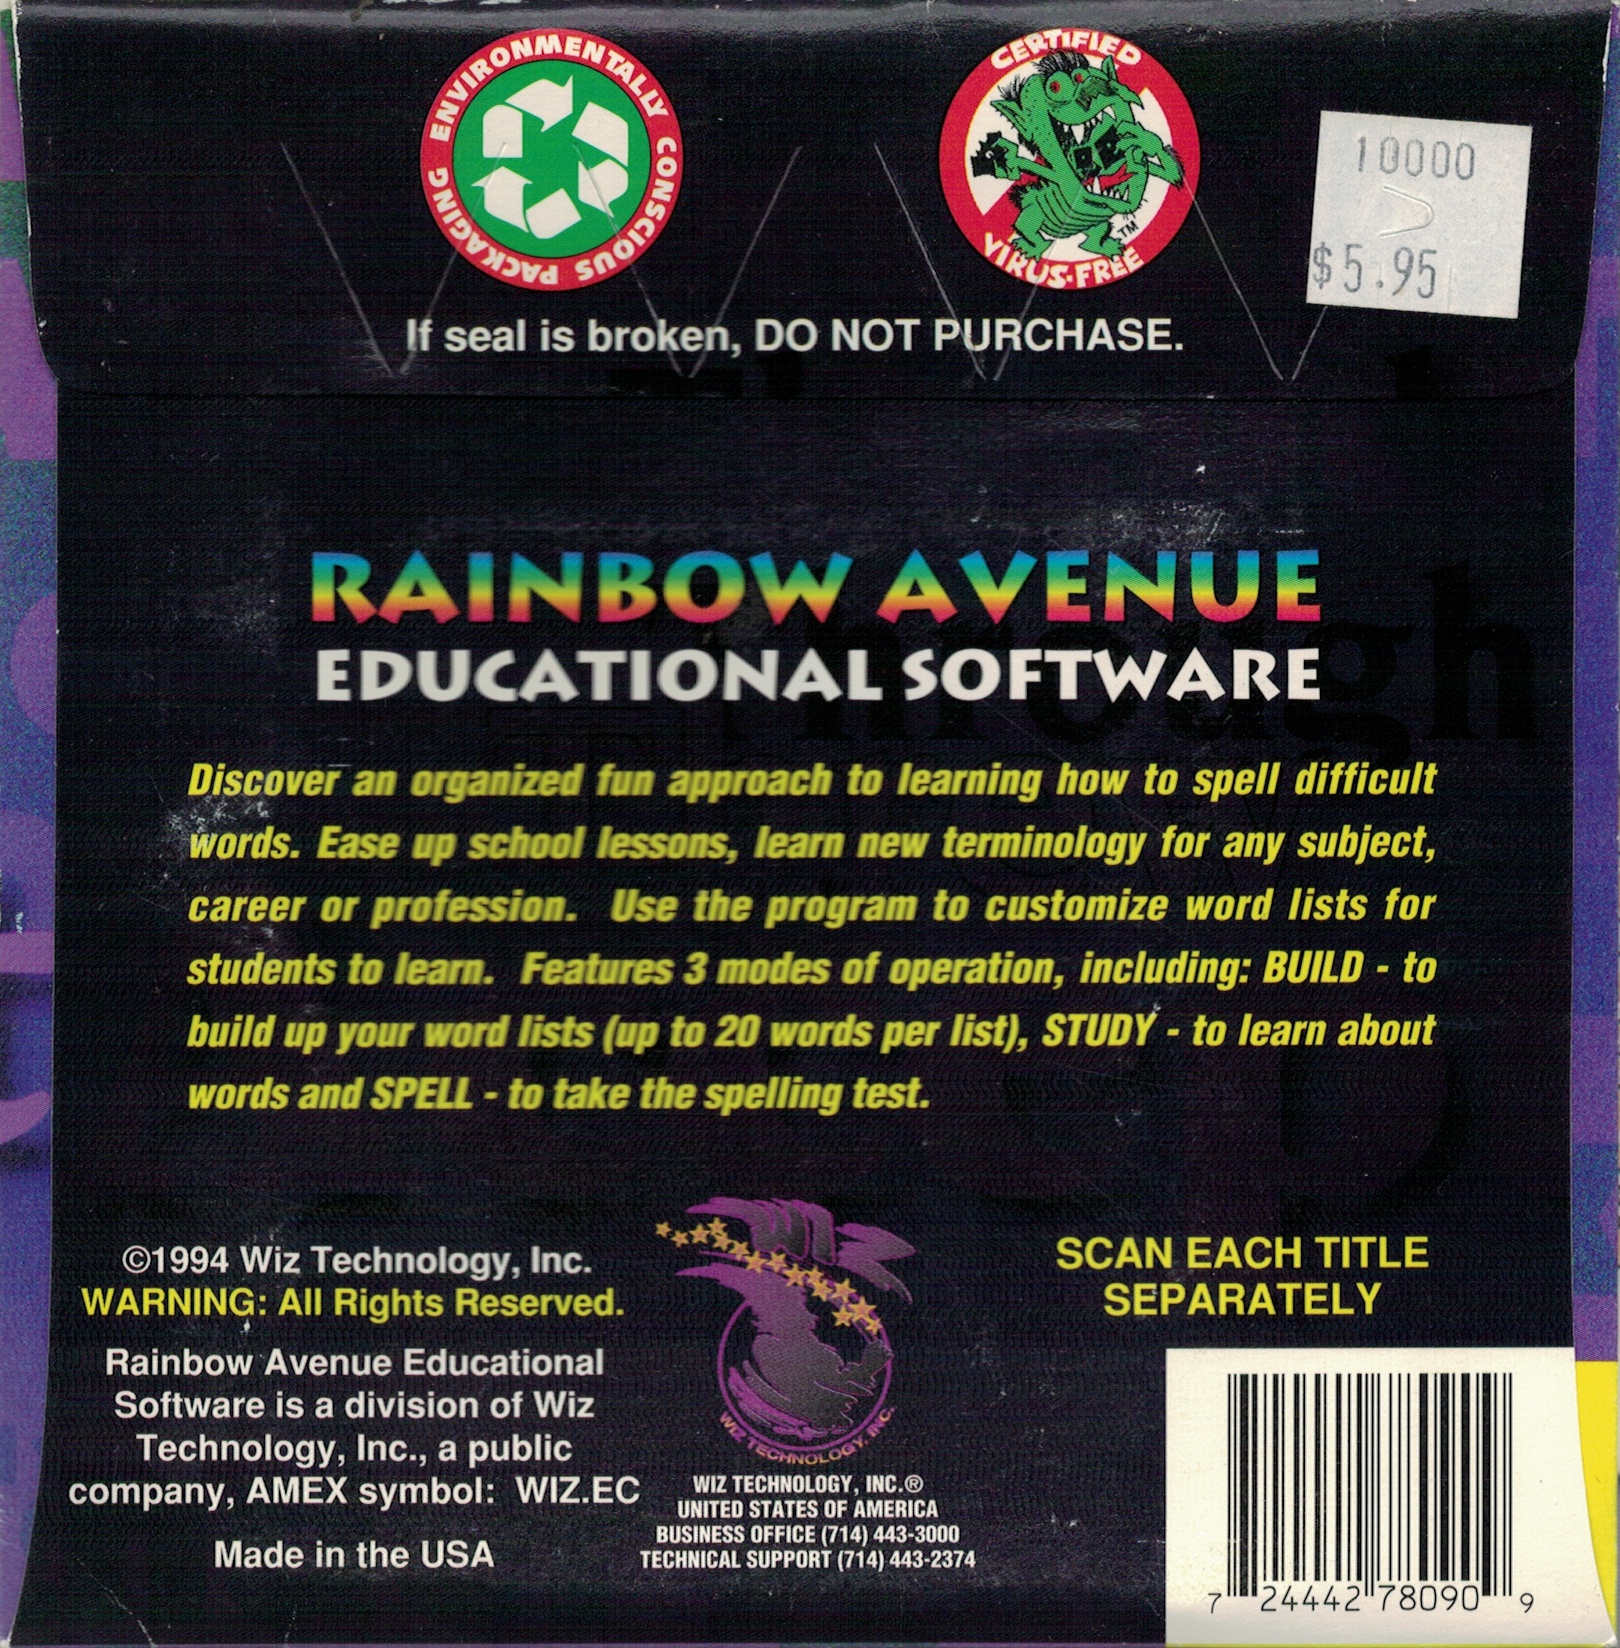 ENVIRONMENTALLY CONSCIOUS PACKAGING
CERTIFIED
VIRUS-FREE
TM
10000
$5.95
If seal is broken, DO NOT PURCHASE.
RAINBOW AVENUE
EDUCATIONAL SOFTWARE
Discover an organized fun approach to learning how to spell difficult
words. Ease up school lessons, learn new terminology for any subject,
career or profession. Use the program to customize word lists for
students to learn. Features 3 modes of operation, including: BUILD - to
build up your word lists (up to 20 words per list), STUDY - to learn about
words and SPELL - to take the spelling test.
©1994 Wiz Technology, Inc.
WARNING: All Rights Reserved.
Rainbow Avenue Educational
Software is a division of Wiz
Technology, Inc., a public
company, AMEX symbol: WIZ.EC
Made in the USA
WIZ TECHNOLOGY, INC.
WIZ TECHNOLOGY, INC.®
UNITED STATES OF AMERICA
BUSINESS OFFICE (714) 443-3000
TECHNICAL SUPPORT (714) 443-2374
SCAN EACH TITLE
SEPARATELY
7 24442 78090 9